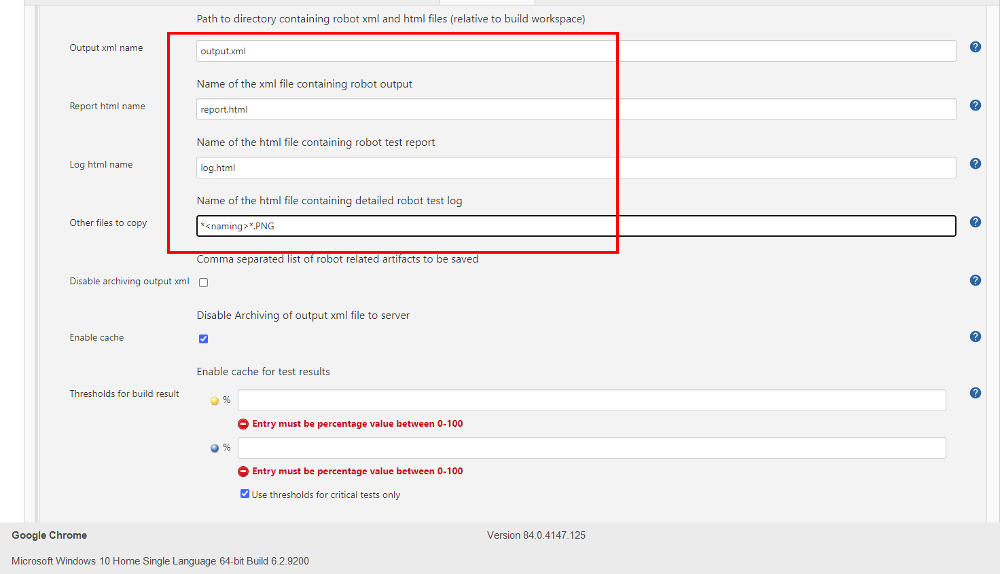 Path to directory containing robot xml and html files (relative to build workspace)
Output xml name
output.xml
Name of the xml file containing robot output
Report html name
report.html
Name of the html file containing robot test report
Log html name
log.html
Name of the html file containing detailed robot test log
Other files to copy
*<naming>*.PNG
Comma separated list of robot related artifacts to be saved
Disable archiving output xml
Disable Archiving of output xml file to server
Enable cache
Enable cache for test results
Thresholds for build result
%
Entry must be percentage value between 0-100
%
Entry must be percentage value between 0-100
Use thresholds for critical tests only
Google Chrome
Version 84.0.4147.125
Microsoft Windows 10 Home Single Language 64-bit Build 6.2.9200